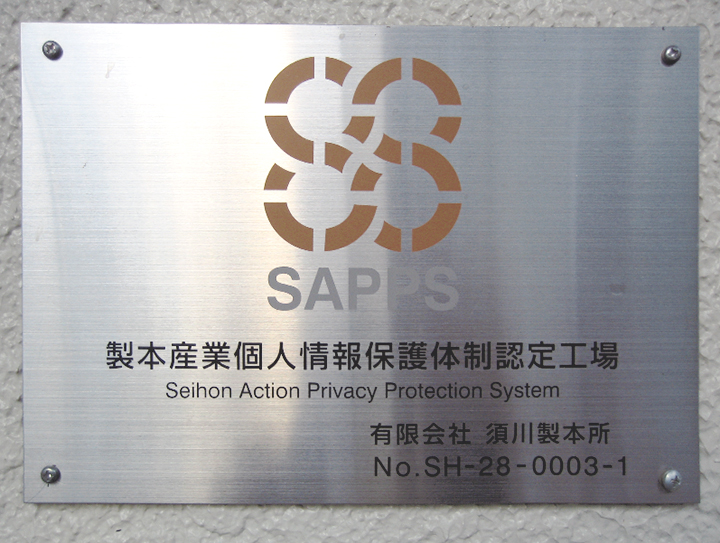 SAPPS
製本産業個人情報保護体制認定工場
Seihon Action Privacy Protection System
有限会社 須川製本所
No.SH-28-0003-1